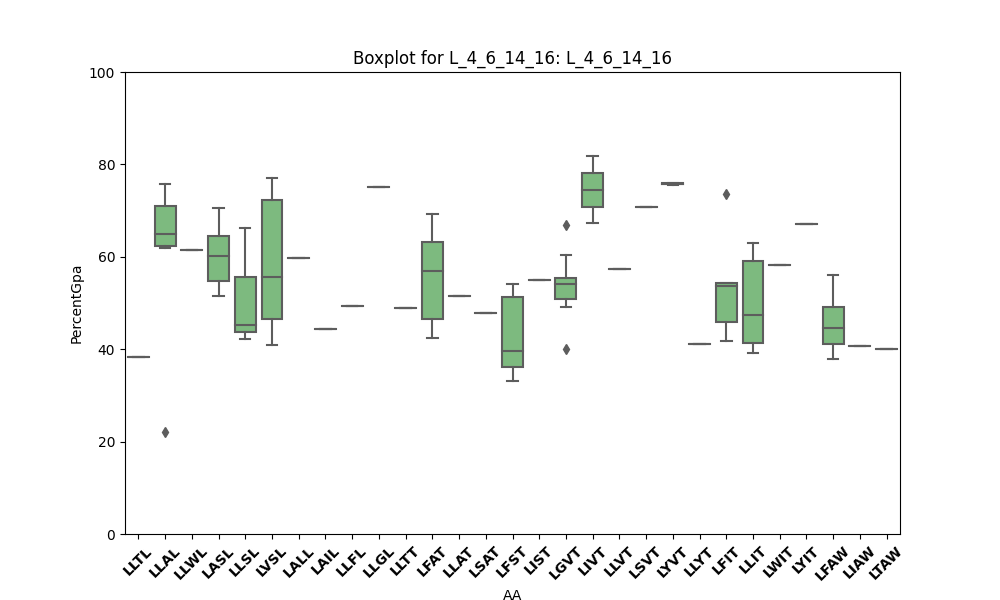 Boxplot for L_4_6_14_16: L_4_6_14_16
100
80
60
40
20
0
PercentGpa
LLTL LLAL LLWL LASL LLSL LVSL LALL LAIL LLFL LLGL LLTT LFAT LLAT LSAT LFST LIST LGVT LIVT LLVT LSVT LYVT LLYT LFIT LLIT LWIT LYIT LFAW LIAW LTAW
AA